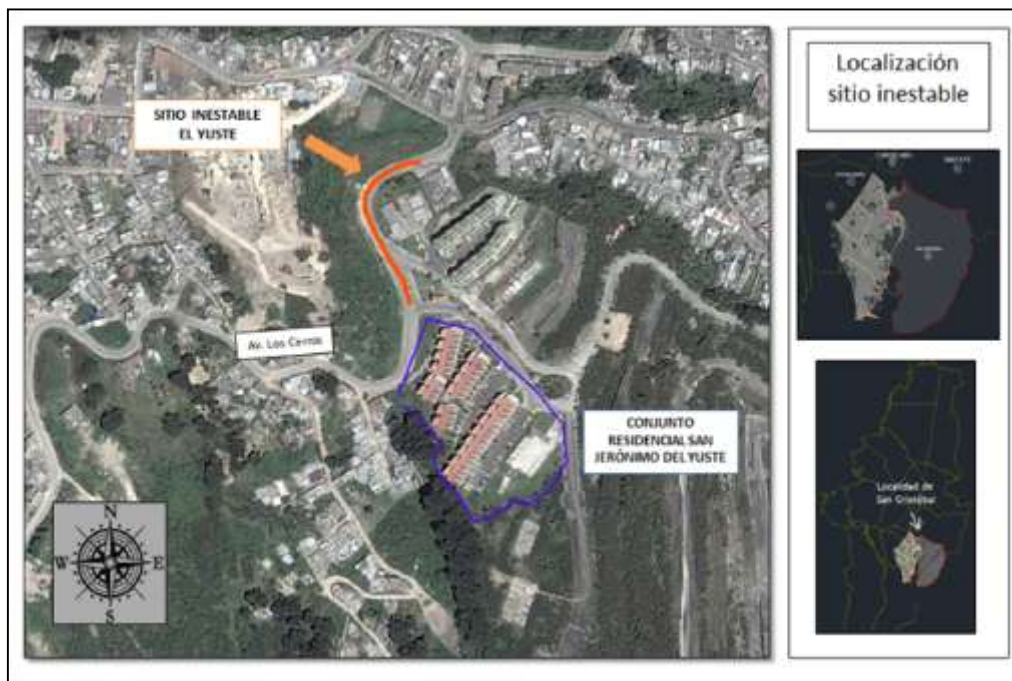 SITIO INESTABLE
EL YUSTE
Av. Los Cerros
CONJUNTO
RESIDENCIAL SAN
JERÓNIMO DEL YUSTE
N
W
E
S
Localización
sitio inestable
Localidad de
San Cristóbal